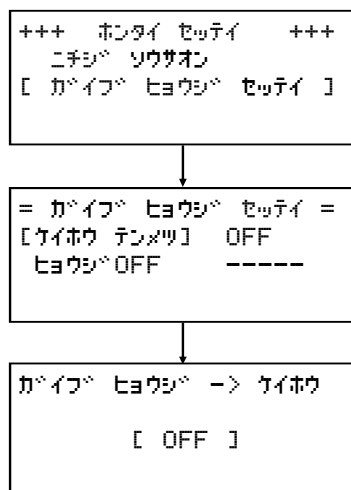 +++ ホンタイ セッテイ +++
ニチジ ソウサオン
[ ガイブ ヒョウジ セッテイ ]
= ガイブ ヒョウジ セッテイ =
[ケイホウ テンメツ] OFF
ヒョウジOFF -----
ガイブ ヒョウジ -> ケイホウ
[ OFF ]